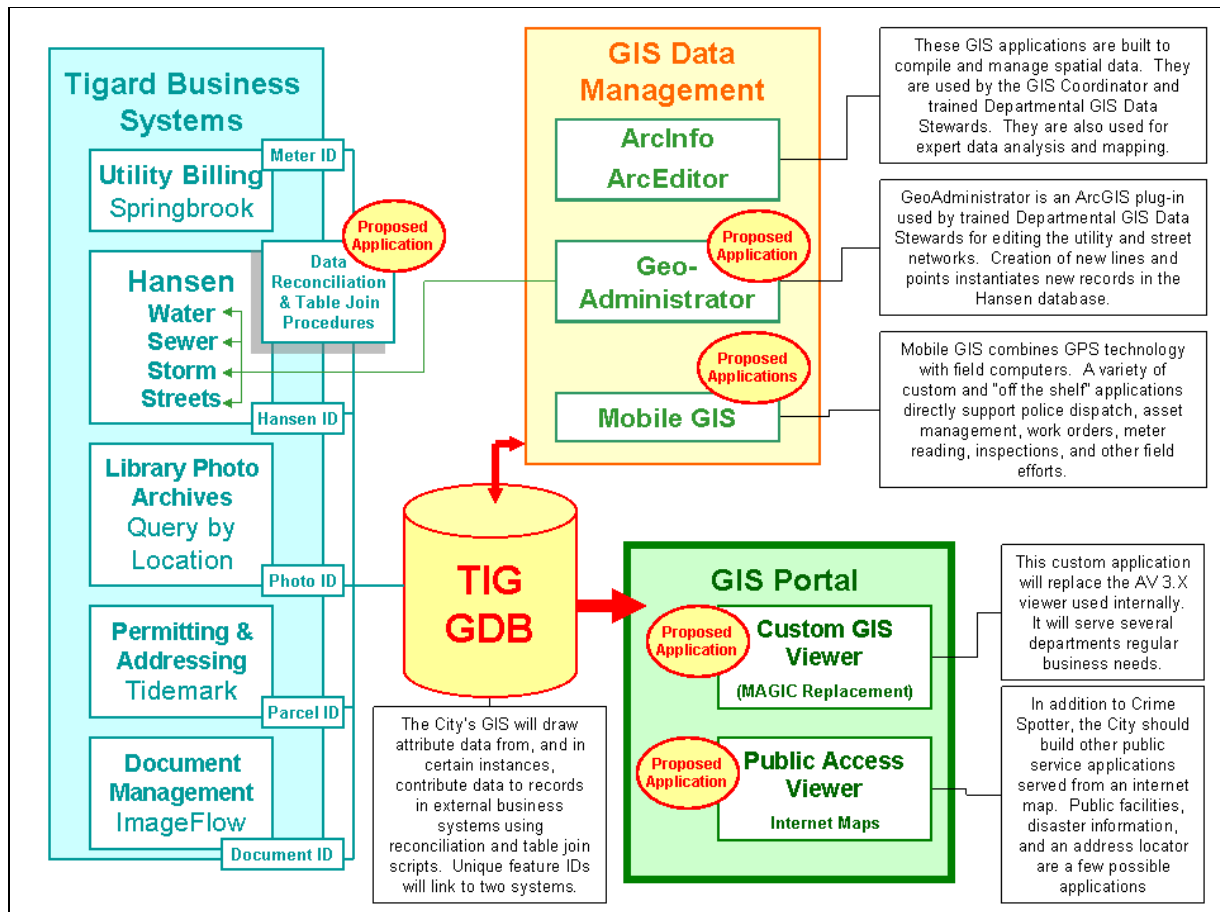 Tigard Business
Systems
Meter ID
Utility Billing
Springbrook
Proposed
Application
Data
Reconciliation
& Table Join
Procedures
Hansen
Water
Sewer
Storm
Streets
Hansen ID
Library Photo
Archives
Query by
Location
Photo ID
Permitting &
Addressing
Tidemark
Parcel ID
Document
Management
ImageFlow
Document ID
GIS Data
Management
ArcInfo
ArcEditor
Proposed
Application
Geo-
Administrator
Proposed
Applications
Mobile GIS
These GIS applications are built to
compile and manage spatial data. They
are used by the GIS Coordinator and
trained Departmental GIS Data
Stewards. They are also used for
expert data analysis and mapping.
GeoAdministrator is an ArcGIS plug-in
used by trained Departmental GIS Data
Stewards for editing the utility and street
networks. Creation of new lines and
points instantiates new records in the
Hansen database.
Mobile GIS combines GPS technology
with field computers. A variety of
custom and "off the shelf" applications
directly support police dispatch, asset
management, work orders, meter
reading, inspections, and other field
efforts.
TIG
GDB
The City's GIS will draw
attribute data from, and in
certain instances,
contribute data to records
in external business
systems using
reconciliation and table join
scripts. Unique feature IDs
will link to two systems.
GIS Portal
Proposed
Application
Custom GIS
Viewer
(MAGIC Replacement)
Proposed
Application
Public Access
Viewer
Internet Maps
This custom application
will replace the AV 3.X
viewer used internally.
It will serve several
departments regular
business needs.
In addition to Crime
Spotter, the City should
build other public
service applications
served from an internet
map. Public facilities,
disaster information,
and an address locator
are a few possible
applications